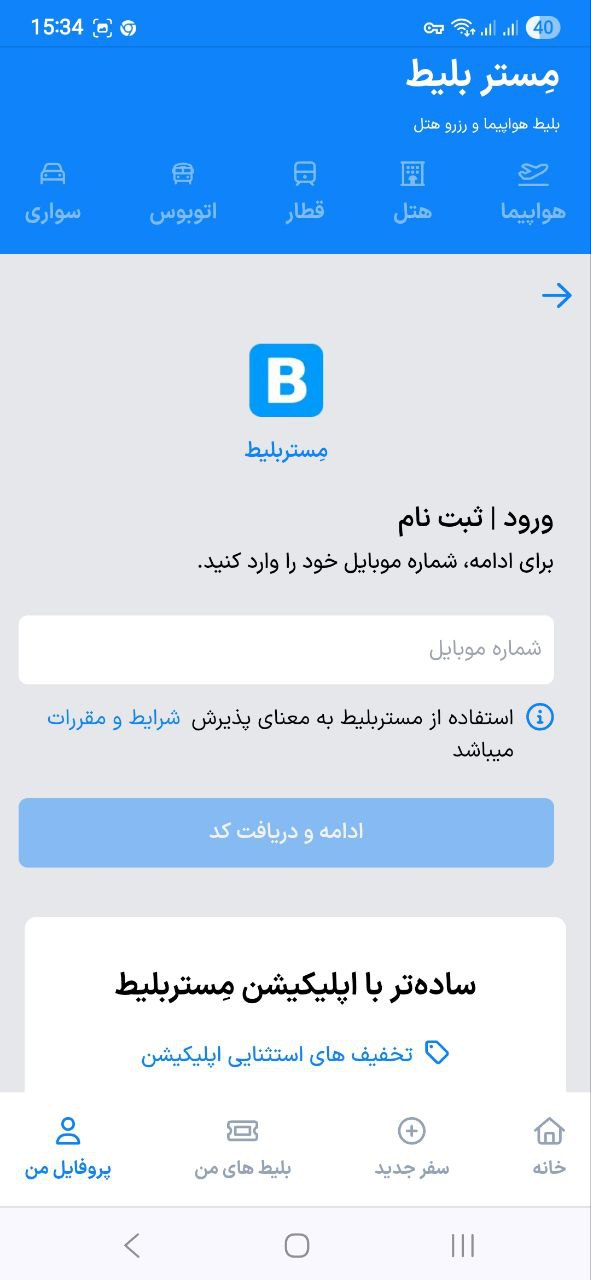 15:34
40
مِستر بلیط
بلیط هواپیما و رزرو هتل
هواپیما
هتل
قطار
اتوبوس
سواری
B
مِستربلیط
ورود | ثبت نام
برای ادامه، شماره موبایل خود را وارد کنید.
شماره موبایل
استفاده از مستربلیط به معنای پذیرش شرایط و مقررات
میباشد
ادامه و دریافت کد
ساده‌تر با اپلیکیشن مِستربلیط
تخفیف های استثنایی اپلیکیشن
خانه
سفر جدید
بلیط های من
پروفایل من